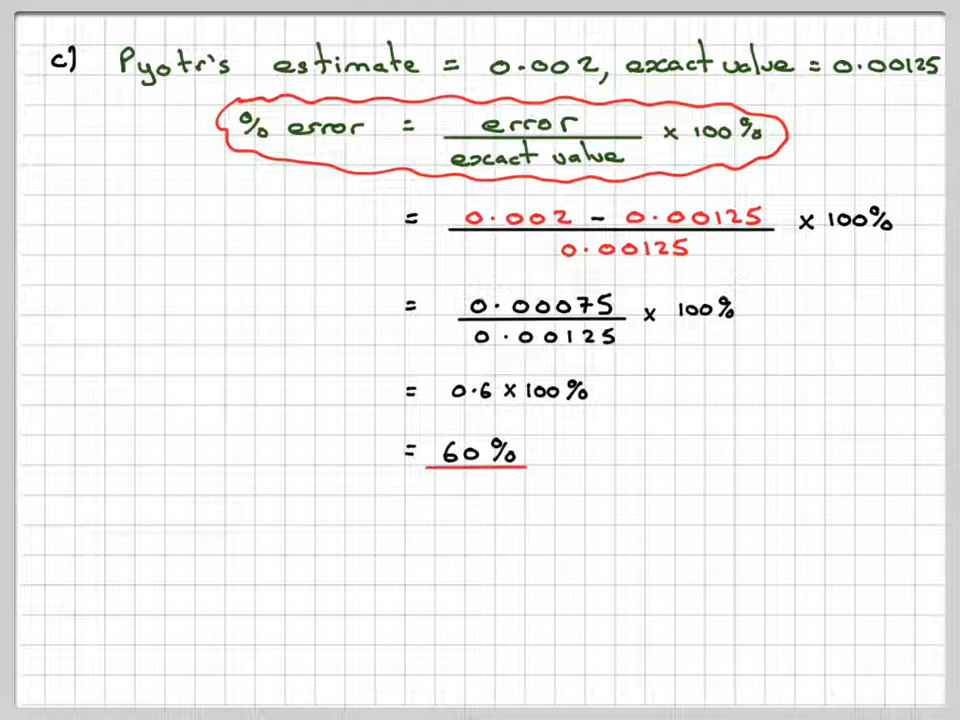 c) Pyotr's estimate = 0.002, exact value = 0.00125
% error = error / exact value × 100%
= 0.002 - 0.00125 / 0.00125 × 100%
= 0.00075 / 0.00125 × 100%
= 0.6 × 100%
= 60%